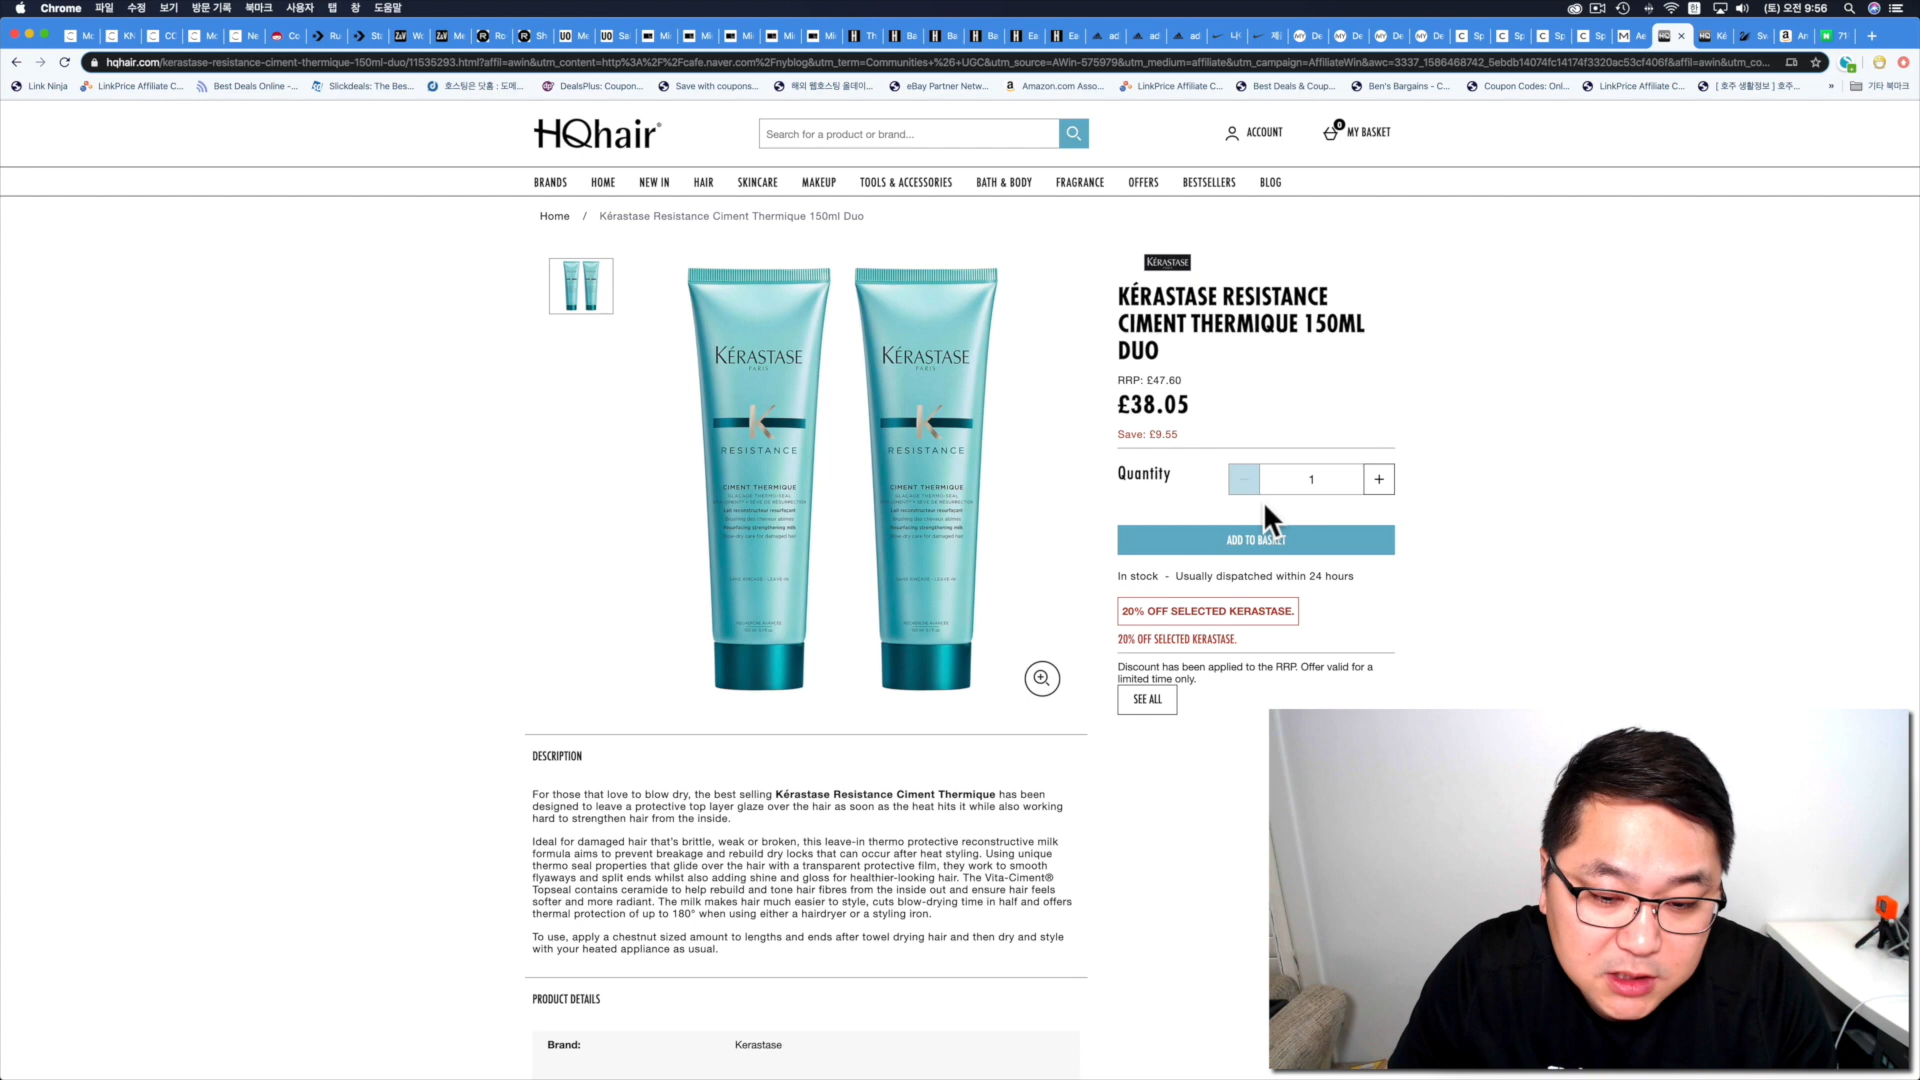 Chrome 파일 수정 보기 방문 기록 북마크 사용자 탭 창 도움말
(토) 오전 9:56
hqhair.com/kerastase-resistance-ciment-thermique-150ml-duo/11535293.html?affil=awin&utm_content=http%3A%2F%2Fcafe.naver.com%2Fnyblog&utm_term=Communities+%26+UGC&utm_source=AWin-575979&utm_medium=affiliate&utm_campaign=AffiliateWin&awc=3337_1586468742_5ebdb14074fc14174f3320ac53cf406f&affil=awin&utm_co...
Link Ninja LinkPrice Affiliate C... Best Deals Online -... Slickdeals: The Bes... 호스팅은 닷홈 : 도메... DealsPlus: Coupon... Save with coupons... 해외 웹호스팅 올데이... eBay Partner Netw... Amazon.com Asso... LinkPrice Affiliate C... Best Deals & Coup... Ben's Bargains - C... Coupon Codes: Onl... LinkPrice Affiliate C... [ 호주 생활정보 ] 호주... » 기타 북마크
HQhair
Search for a product or brand...
ACCOUNT
0
MY BASKET
BRANDS HOME NEW IN HAIR SKINCARE MAKEUP TOOLS & ACCESSORIES BATH & BODY FRAGRANCE OFFERS BESTSELLERS BLOG
Home / Kérastase Resistance Ciment Thermique 150ml Duo
KÉRASTASE
PARIS
K
RESISTANCE
CIMENT THERMIQUE
KÉRASTASE
PARIS
K
RESISTANCE
CIMENT THERMIQUE
KÉRASTASE
KÉRASTASE RESISTANCE
CIMENT THERMIQUE 150ML
DUO
RRP: £47.60
£38.05
Save: £9.55
Quantity
1
+
ADD TO BASKET
In stock - Usually dispatched within 24 hours
20% OFF SELECTED KERASTASE.
20% OFF SELECTED KERASTASE.
Discount has been applied to the RRP. Offer valid for a
limited time only.
SEE ALL
DESCRIPTION
For those that love to blow dry, the best selling Kérastase Resistance Ciment Thermique has been
designed to leave a protective top layer glaze over the hair as soon as the heat hits it while also working
hard to strengthen hair from the inside.
Ideal for damaged hair that's brittle, weak or broken, this leave-in thermo protective reconstructive milk
formula aims to prevent breakage and rebuild dry locks that can occur after heat styling. Using unique
thermo seal properties that glide over the hair with a transparent protective film, they work to smooth
flyaways and split ends whilst also adding shine and gloss for healthier-looking hair. The Vita-Ciment®
Topseal contains ceramide to help rebuild and tone hair fibres from the inside out and ensure hair feels
softer and more radiant. The milk makes hair much easier to style, cuts blow-drying time in half and offers
thermal protection of up to 180° when using either a hairdryer or a styling iron.
To use, apply a chestnut sized amount to lengths and ends after towel drying hair and then dry and style
with your heated appliance as usual.
PRODUCT DETAILS
Brand: Kerastase